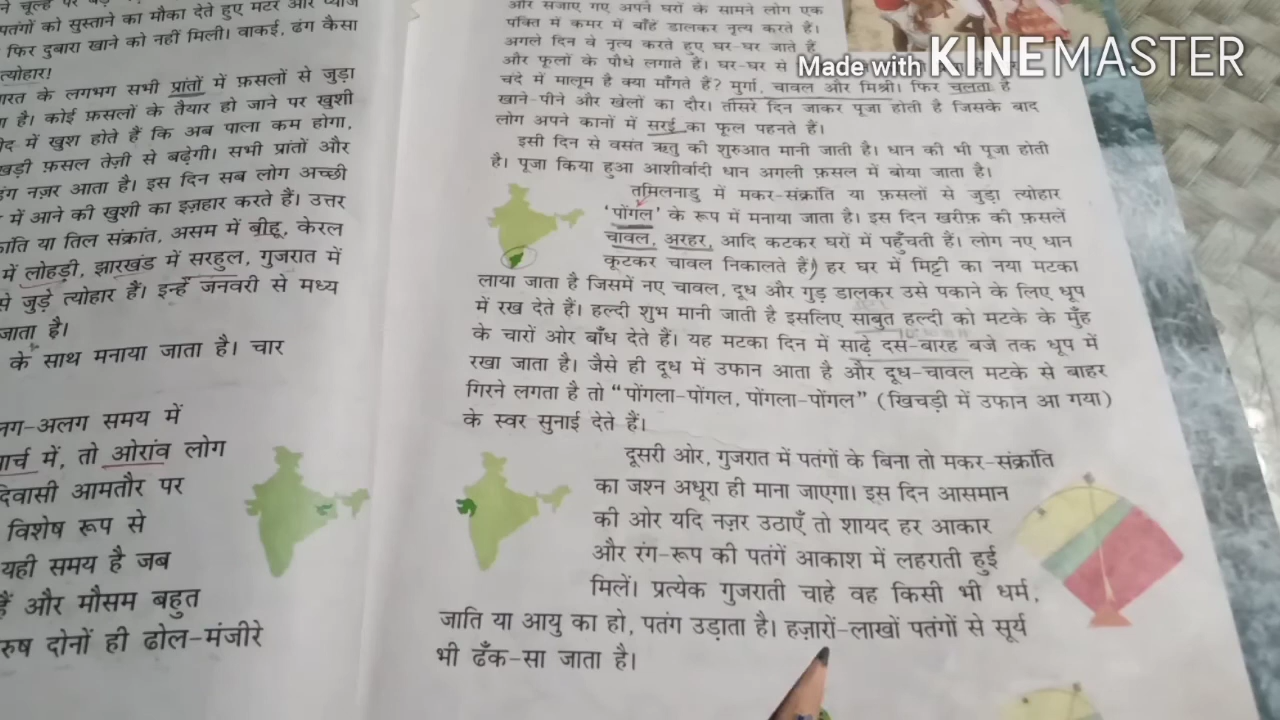 ने चूल्हे पर
पतंगों को सुस्ताने का मौका देते हुए मटर और प्याज
फिर दुबारा खाने को नहीं मिली। वाकई, ढंग कैसा
त्योहार!
भारत के लगभग सभी प्रांतों में फ़सलों से जुड़ा
है। कोई फ़सलों के तैयार हो जाने पर खुशी
में खुश होते हैं कि अब पाला कम होगा,
खड़ी फ़सल तेज़ी से बढ़ेगी। सभी प्रांतों और
नज़र आता है। इस दिन सब लोग अच्छी
में आने की खुशी का इज़हार करते हैं। उत्तर
या तिल संक्रांत, असम में बीहू, केरल
में लोहड़ी, झारखंड में सरहुल, गुजरात में
से जुड़े त्योहार हैं। इन्हें जनवरी से मध्य
जाता है।
के साथ मनाया जाता है। चार
समय में
मार्च में, तो ओरांव लोग
आमतौर पर
विशेष रूप से
यही समय है जब
हैं और मौसम बहुत
दोनों ही ढोल-मंजीरे
और सजाए गए अपने घरों के सामने लोग एक
पंक्ति में कमर में बाँहें डालकर नृत्य करते हैं।
अगले दिन वे नृत्य करते हुए घर-घर जाते हैं
और फूलों के पौधे लगाते हैं। घर-घर से
Made with KINEMASTER
चंदे में मालूम है क्या माँगते हैं? मुर्गा, चावल और मिश्री। फिर चलता है
खाने-पीने और खेलों का दौर। तीसरे दिन जाकर पूजा होती है जिसके बाद
लोग अपने कानों में सरई का फूल पहनते हैं।
इसी दिन से वसंत ऋतु की शुरुआत मानी जाती है। धान की भी पूजा होती
है। पूजा किया हुआ आशीर्वादी धान अगली फ़सल में बोया जाता है।
तमिलनाडु में मकर-संक्रांति या फ़सलों से जुड़ा त्योहार
‘पोंगल’ के रूप में मनाया जाता है। इस दिन खरीफ़ की फ़सलें
चावल, अरहर, आदि कटकर घरों में पहुँचती हैं। लोग नए धान
कूटकर चावल निकालते हैं। हर घर में मिट्टी का नया मटका
लाया जाता है जिसमें नए चावल, दूध और गुड़ डालकर उसे पकाने के लिए धूप
में रख देते हैं। हल्दी शुभ मानी जाती है इसलिए साबुत हल्दी को मटके के मुँह
के चारों ओर बाँध देते हैं। यह मटका दिन में साढ़े दस-बारह बजे तक धूप में
रखा जाता है। जैसे ही दूध में उफान आता है और दूध-चावल मटके से बाहर
गिरने लगता है तो “पोंगला-पोंगल, पोंगला-पोंगल” (खिचड़ी में उफान आ गया)
के स्वर सुनाई देते हैं।
दूसरी ओर, गुजरात में पतंगों के बिना तो मकर-संक्रांति
का जश्न अधूरा ही माना जाएगा। इस दिन आसमान
की ओर यदि नज़र उठाएँ तो शायद हर आकार
और रंग-रूप की पतंगें आकाश में लहराती हुई
मिलें। प्रत्येक गुजराती चाहे वह किसी भी धर्म,
जाति या आयु का हो, पतंग उड़ाता है। हज़ारों-लाखों पतंगों से सूर्य
भी ढँक-सा जाता है।